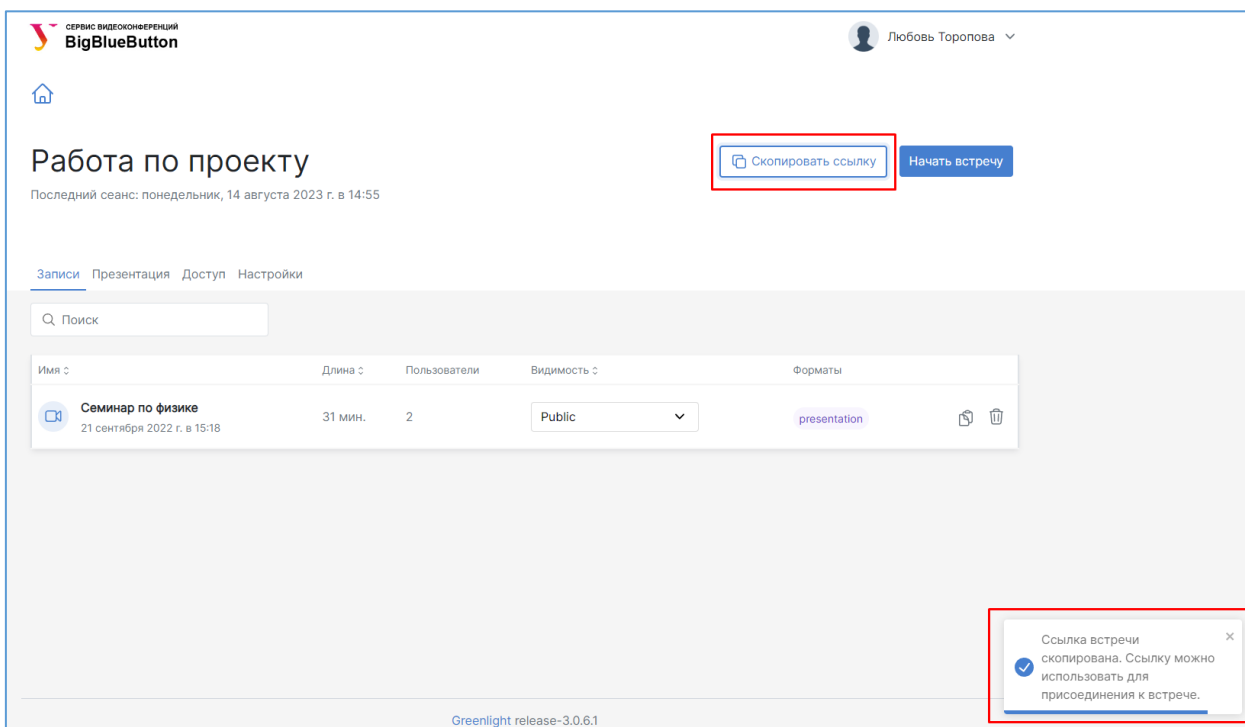 СЕРВИС ВИДЕОКОНФЕРЕНЦИЙ
BigBlueButton
Любовь Торопова
Работа по проекту
Скопировать ссылку
Начать встречу
Последний сеанс: понедельник, 14 августа 2023 г. в 14:55
Записи Презентация Доступ Настройки
Поиск
Имя Длина Пользователи Видимость Форматы
Семинар по физике
21 сентября 2022 г. в 15:18
31 мин. 2 Public presentation
Ссылка встречи
скопирована. Ссылку можно
использовать для
присоединения к встрече.
Greenlight release-3.0.6.1